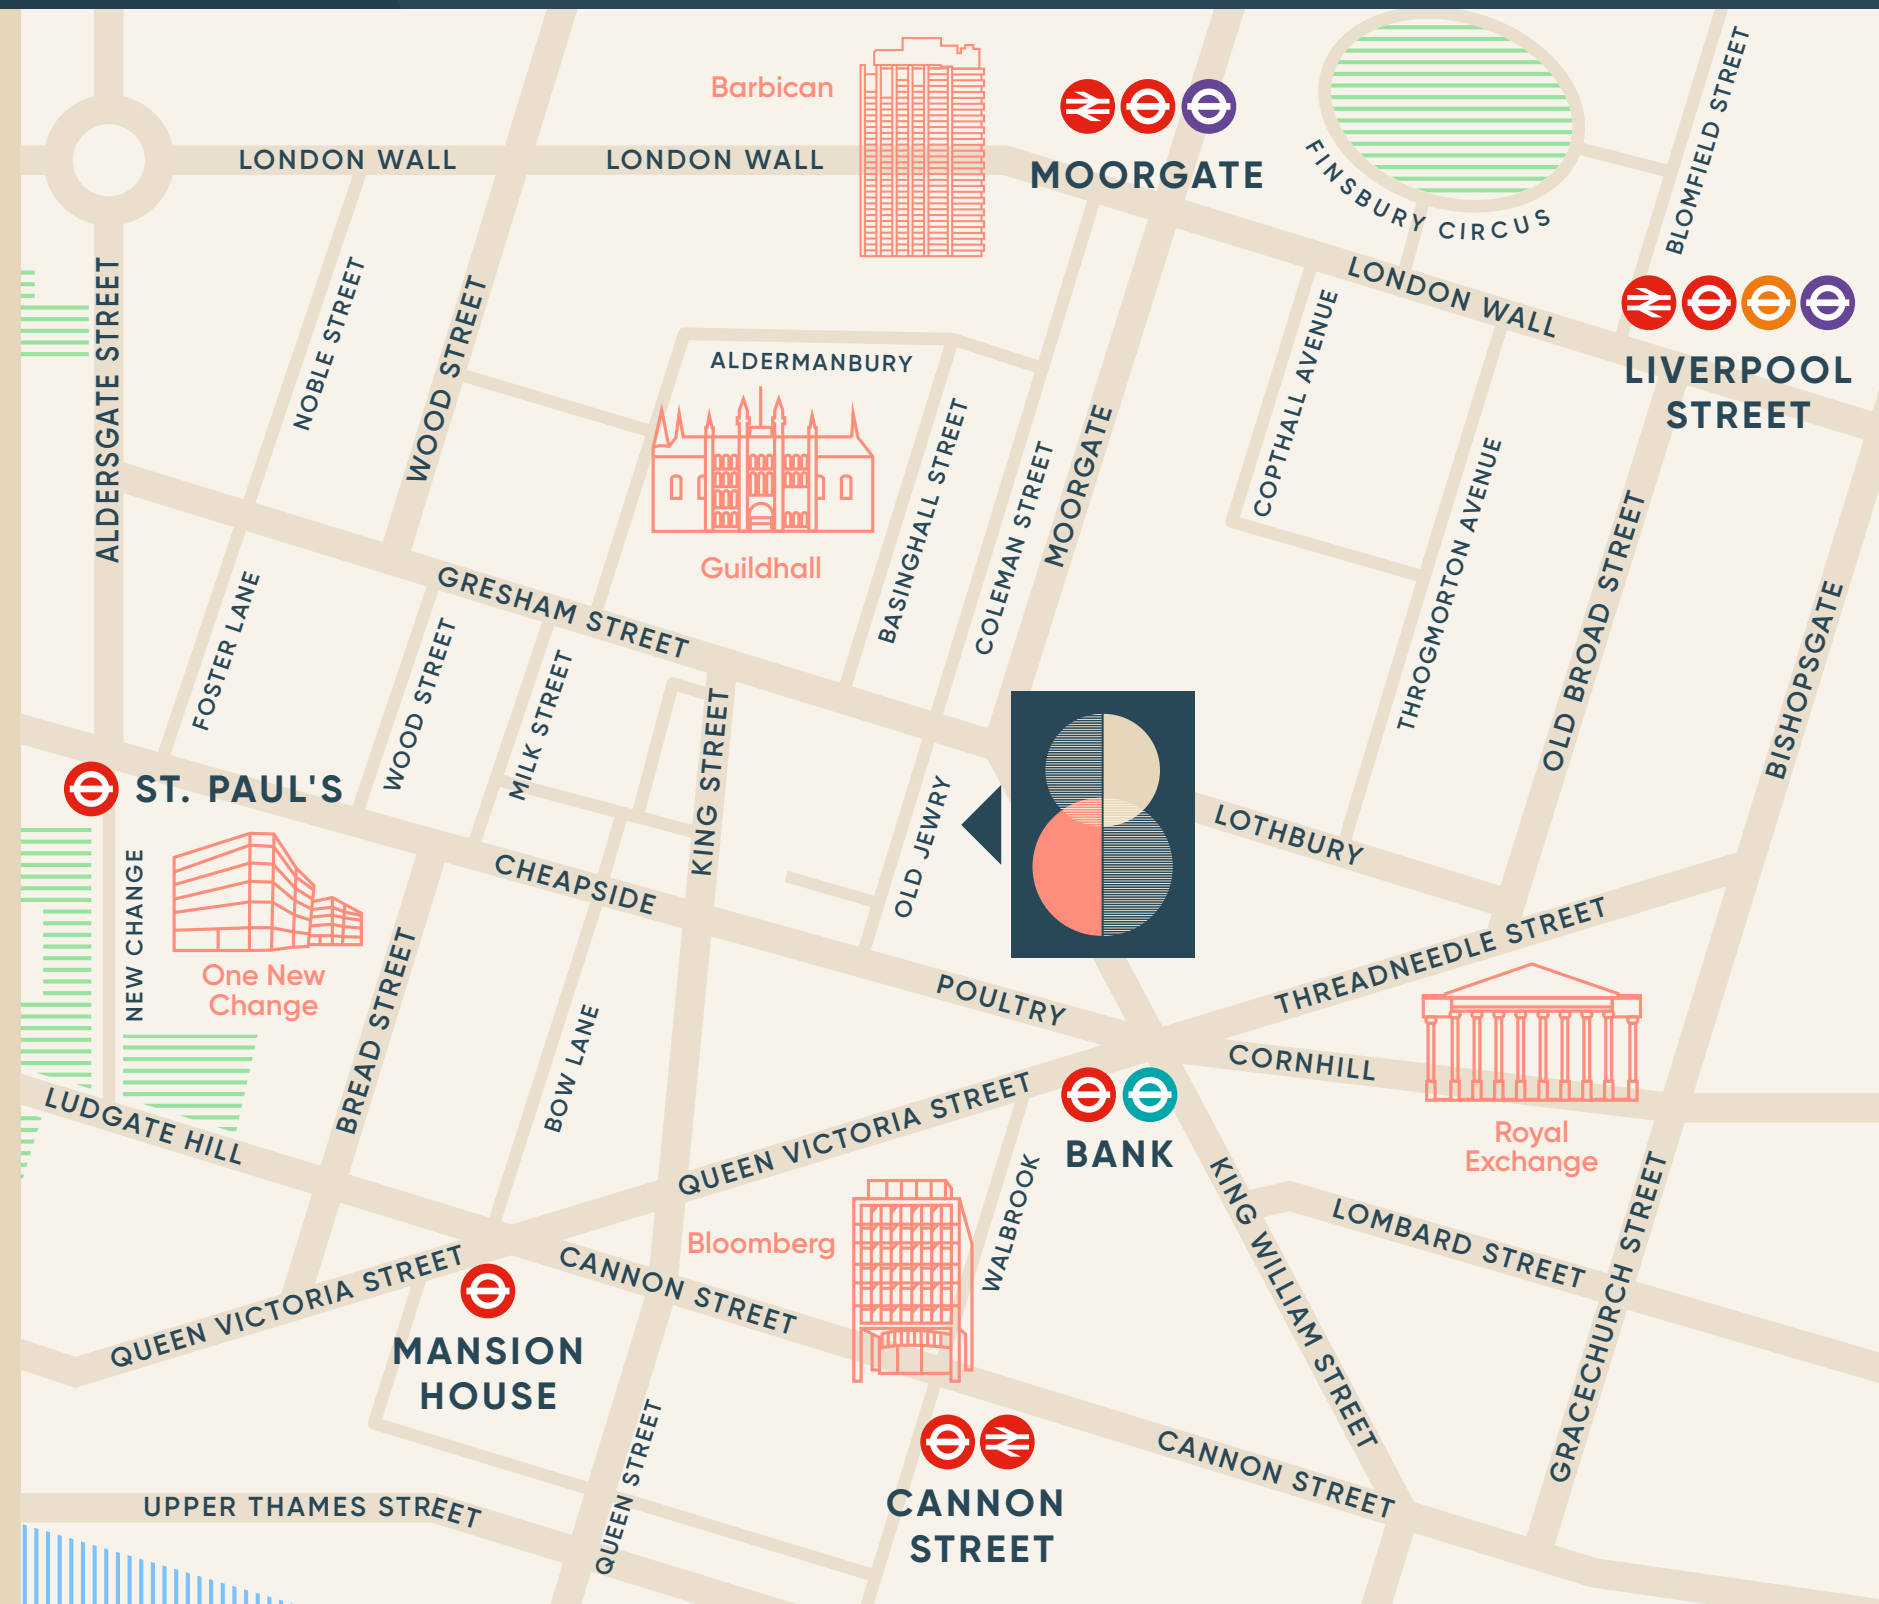 Barbican
MOORGATE
BLOMFIELD STREET
LONDON WALL
LONDON WALL
FINSBURY CIRCUS
LONDON WALL
LIVERPOOL
STREET
ALDERSGATE STREET
NOBLE STREET
WOOD STREET
ALDERMANBURY
Guildhall
BASINGHALL STREET
COLEMAN STREET
MOORGATE
COPTHALL AVENUE
THROGMORTON AVENUE
OLD BROAD STREET
BISHOPSGATE
FOSTER LANE
WOOD STREET
GRESHAM STREET
MILK STREET
KING STREET
ST. PAUL'S
CHEAPSIDE
OLD JEWRY
LOTHBURY
NEW CHANGE
One New
Change
BREAD STREET
BOW LANE
POULTRY
THREADNEEDLE STREET
CORNHILL
LUDGATE HILL
QUEEN VICTORIA STREET
BANK
Royal
Exchange
Bloomberg
WALBROOK
KING WILLIAM STREET
LOMBARD STREET
GRACECHURCH STREET
QUEEN VICTORIA STREET
CANNON STREET
MANSION
HOUSE
QUEEN STREET
CANNON
STREET
CANNON STREET
UPPER THAMES STREET